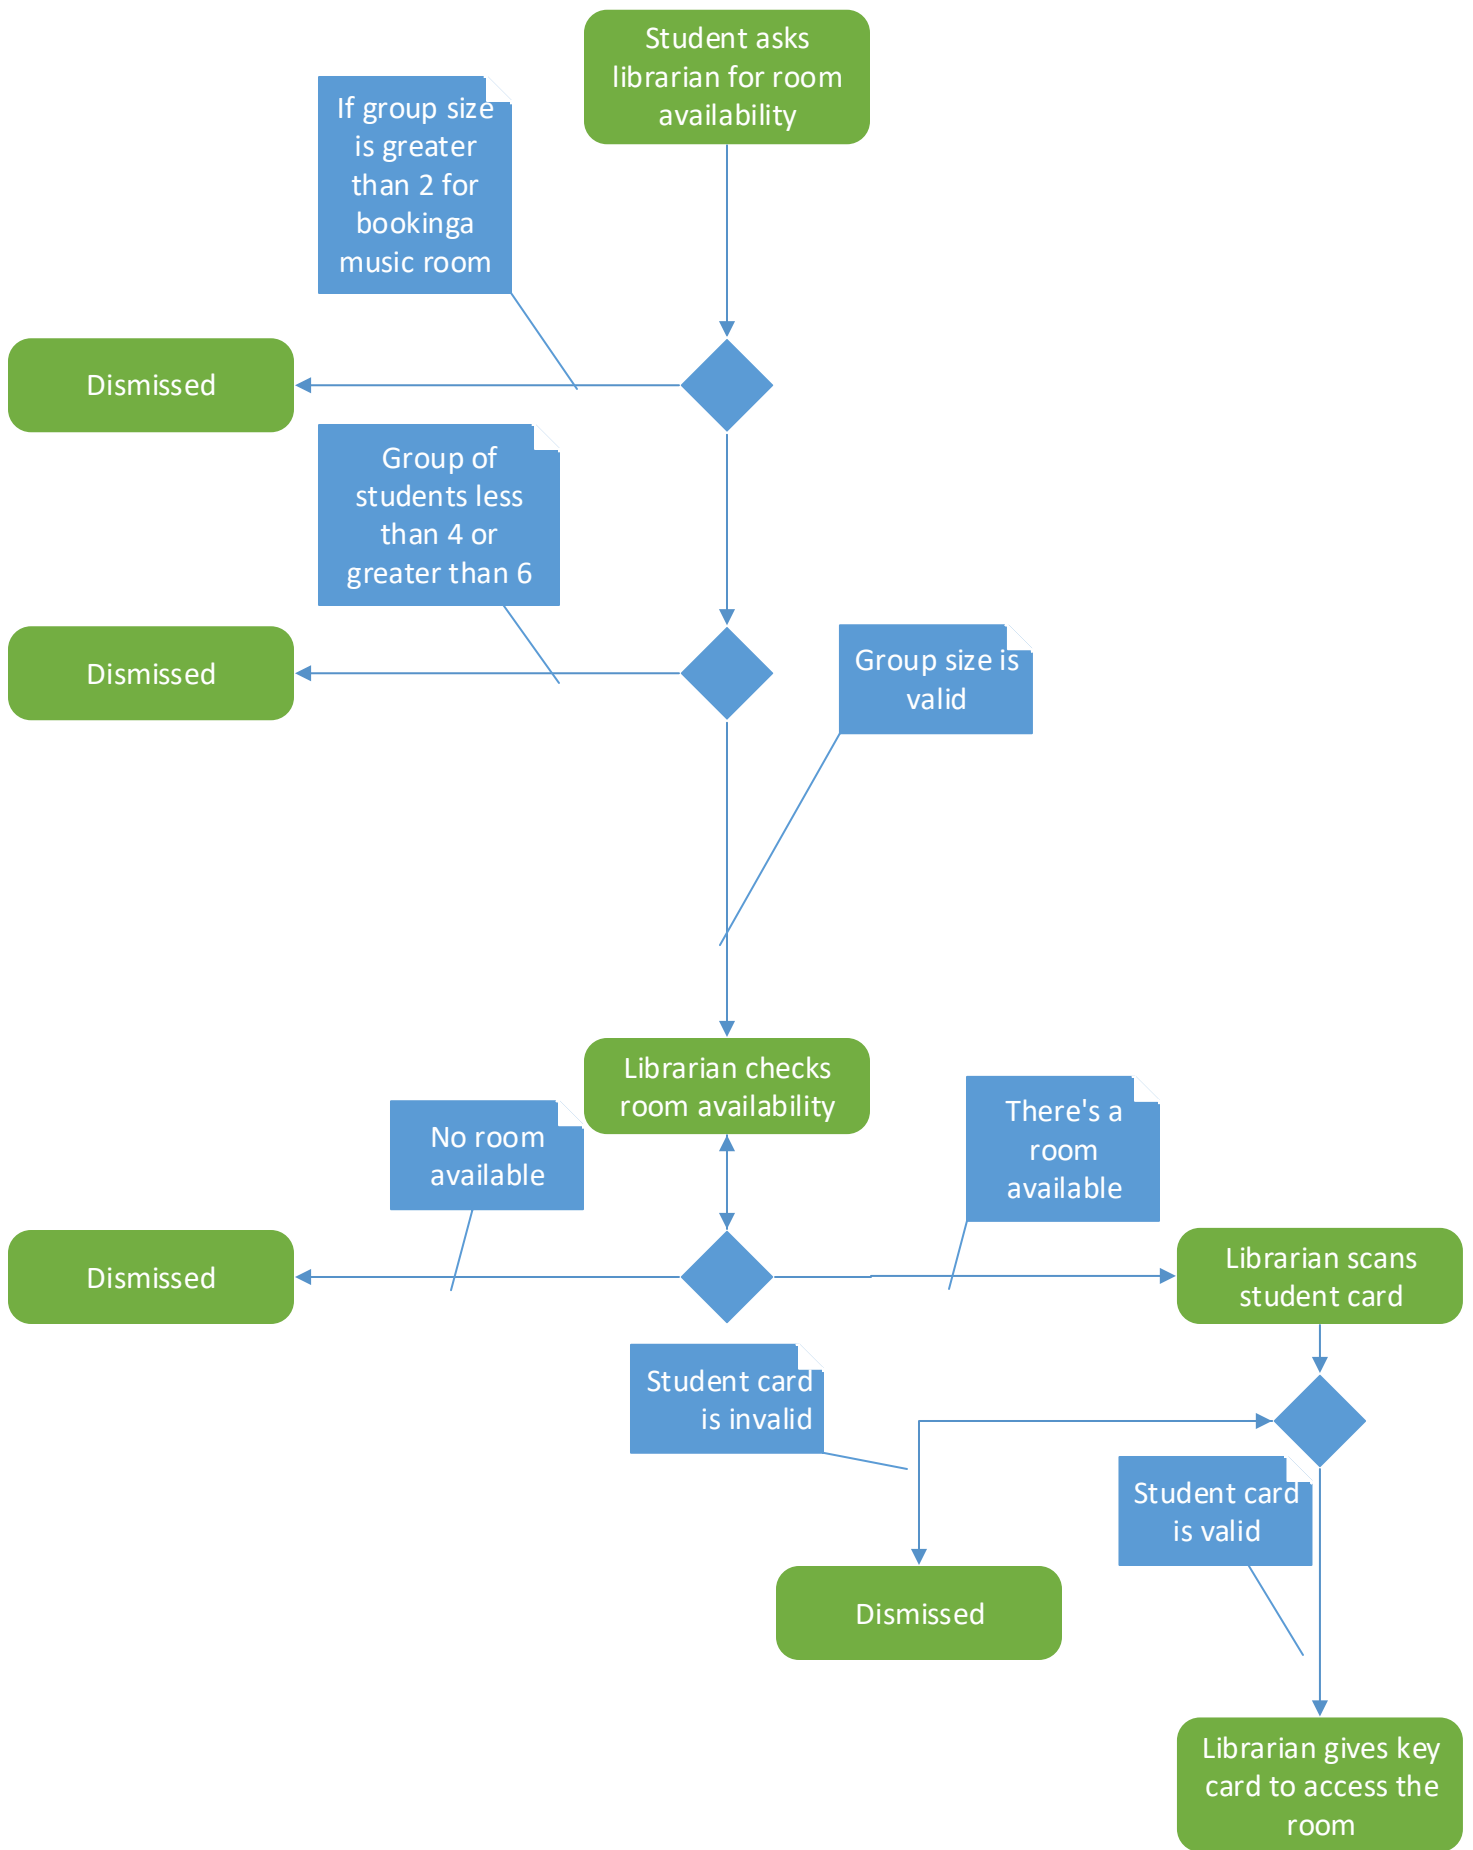 Student asks
librarian for room
availability
If group size
is greater
than 2 for
bookinga
music room
Dismissed
Group of
students less
than 4 or
greater than 6
Dismissed
Group size is
valid
Librarian checks
room availability
No room
available
There's a
room
available
Dismissed
Librarian scans
student card
Student card
is invalid
Student card
is valid
Dismissed
Librarian gives key
card to access the
room